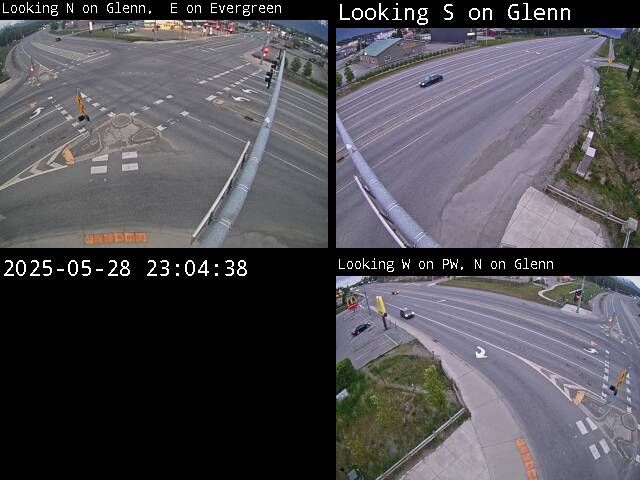 Looking N on Glenn, E on Evergreen
Looking S on Glenn
2025-05-28 23:04:38
Looking W on PW, N on Glenn